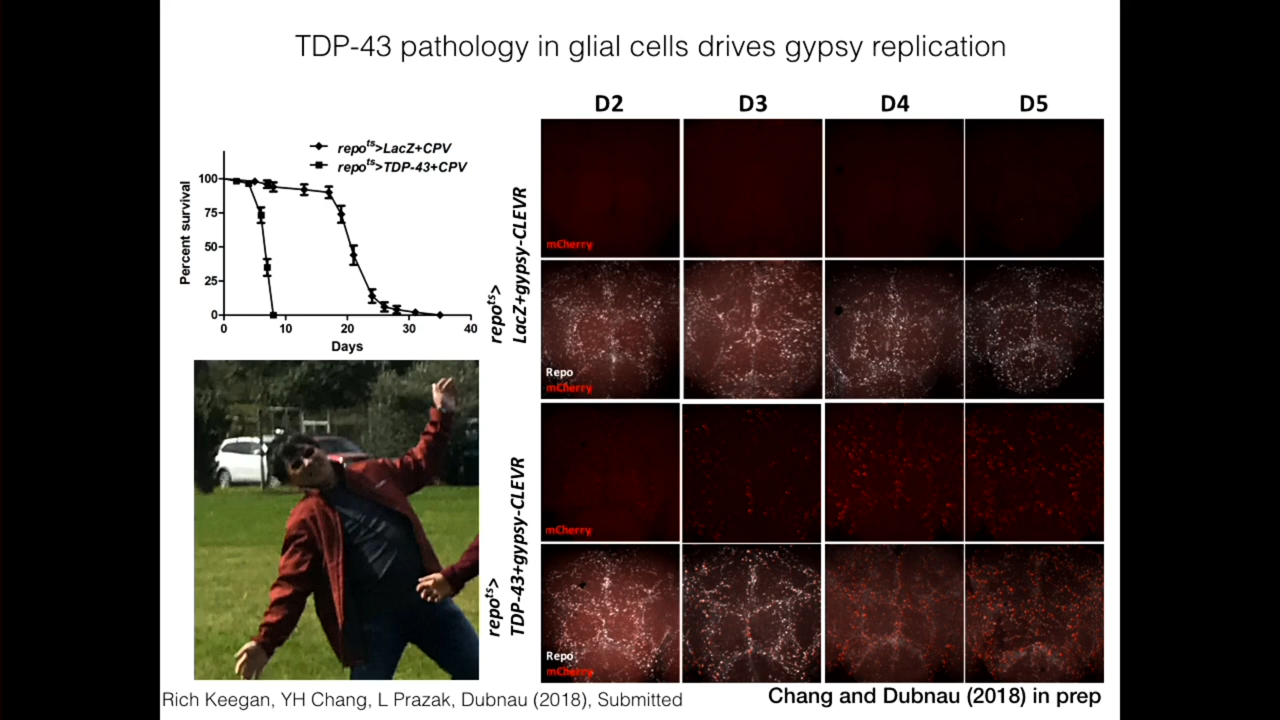 TDP-43 pathology in glial cells drives gypsy replication
repots>LacZ+CPV
repots>TDP-43+CPV
Percent survival
100
75
50
25
0
0 10 20 30 40
Days
D2 D3 D4 D5
repots>
LacZ+gypsy-CLEVR
mCherry
Repo
mCherry
repots>
TDP-43+gypsy-CLEVR
mCherry
Repo
mCherry
Rich Keegan, YH Chang, L Prazak, Dubnau (2018), Submitted
Chang and Dubnau (2018) in prep